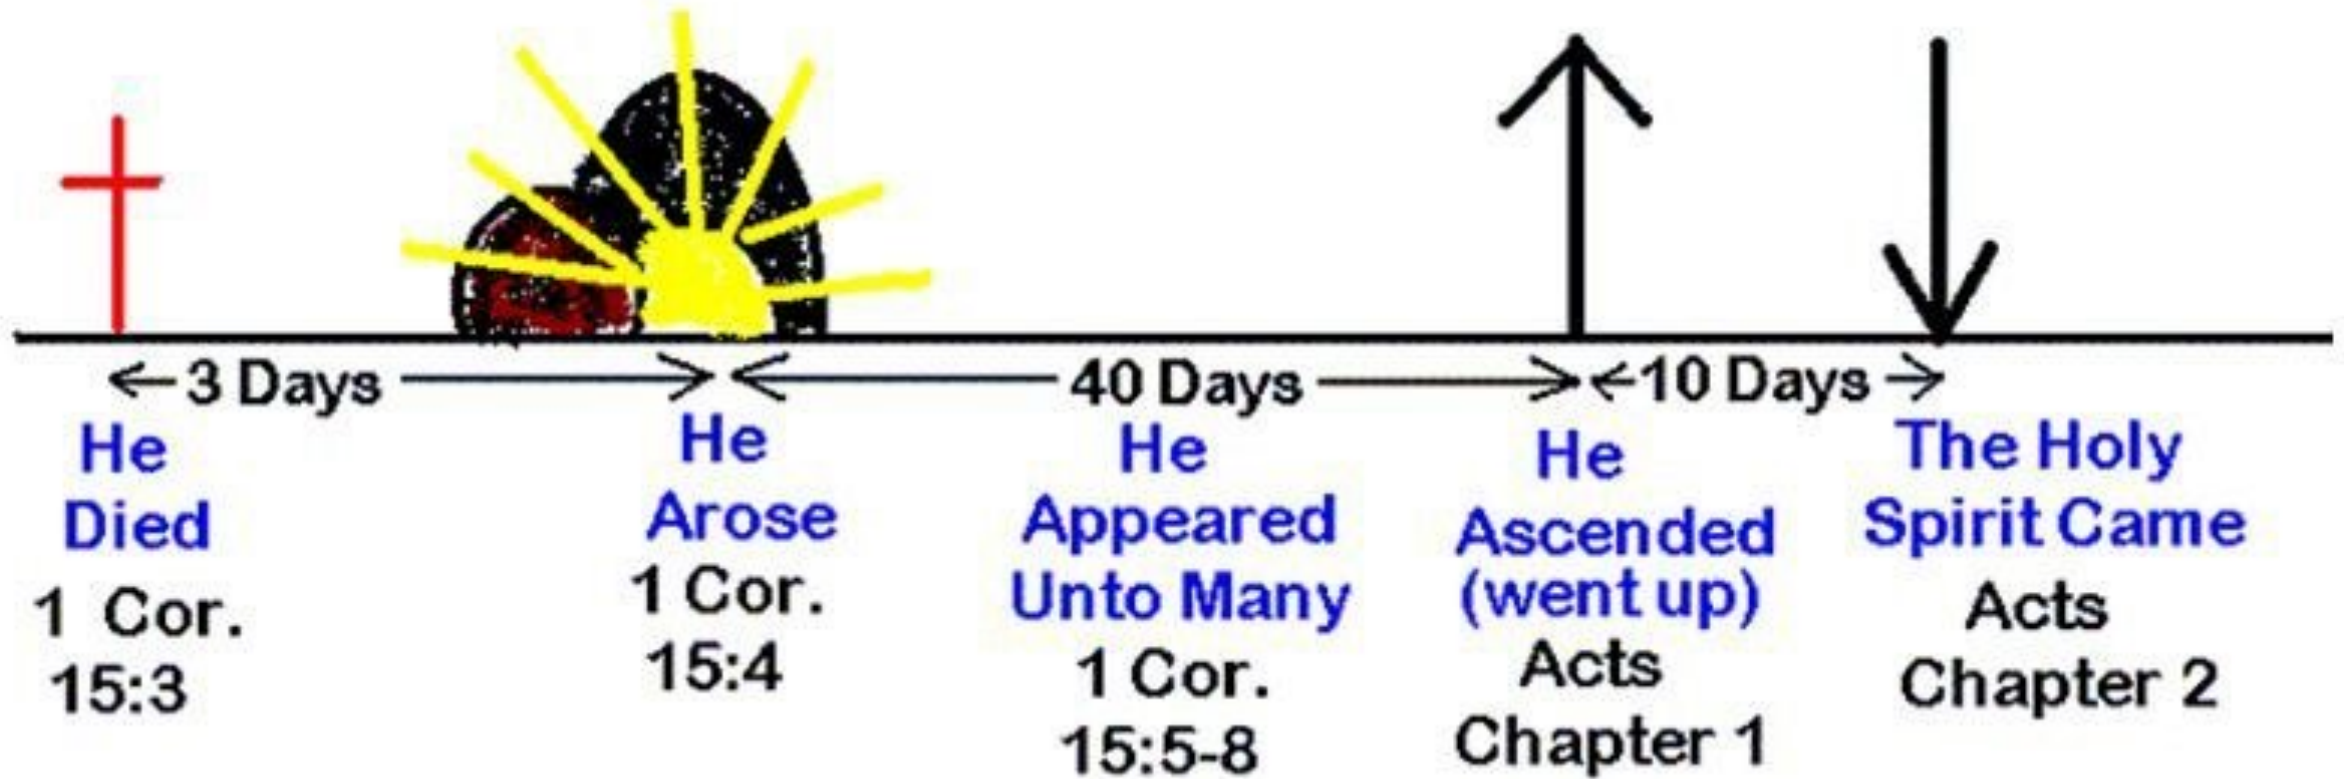 3 Days
40 Days
10 Days
He
Died
1 Cor.
15:3
He
Arose
1 Cor.
15:4
He
Appeared
Unto Many
1 Cor.
15:5-8
He
Ascended
(went up)
Acts
Chapter 1
The Holy
Spirit Came
Acts
Chapter 2